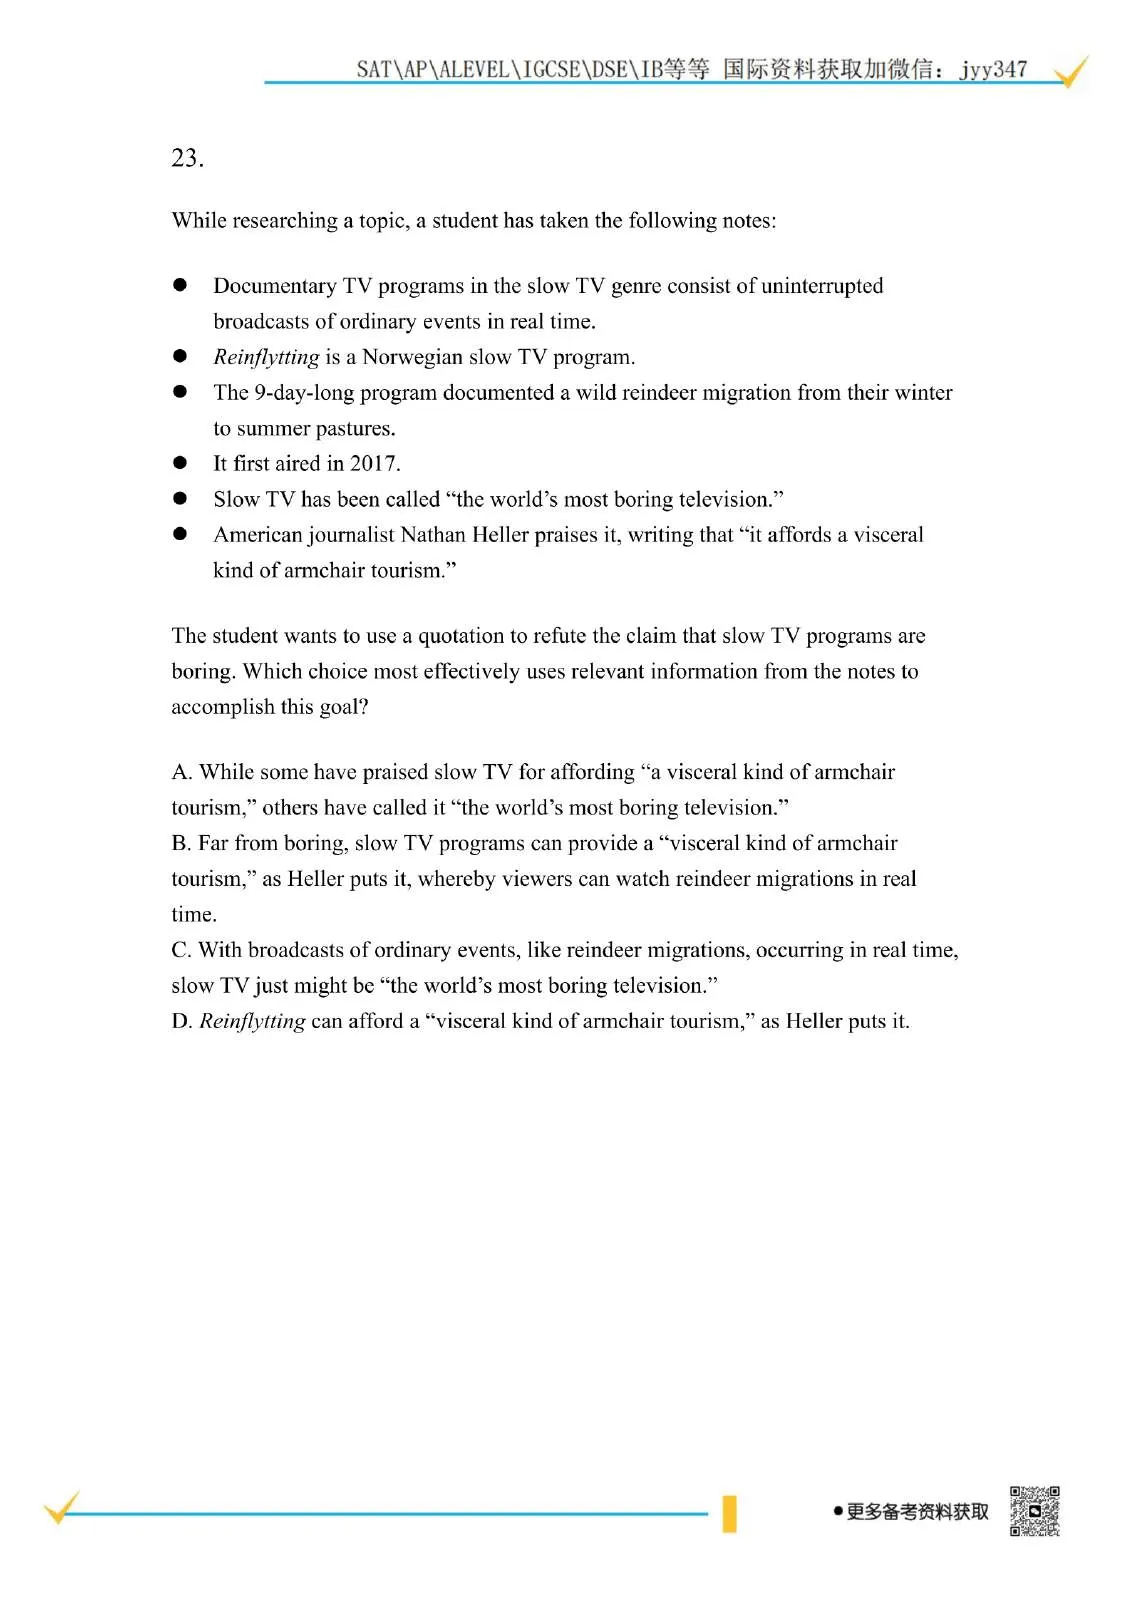 SAT\AP\ALEVEL\IGCSE\DSE\IB等等 国际资料获取加微信：jyy347
23.
While researching a topic, a student has taken the following notes:
● Documentary TV programs in the slow TV genre consist of uninterrupted
broadcasts of ordinary events in real time.
● Reinflytting is a Norwegian slow TV program.
● The 9-day-long program documented a wild reindeer migration from their winter
to summer pastures.
● It first aired in 2017.
● Slow TV has been called “the world’s most boring television.”
● American journalist Nathan Heller praises it, writing that “it affords a visceral
kind of armchair tourism.”
The student wants to use a quotation to refute the claim that slow TV programs are
boring. Which choice most effectively uses relevant information from the notes to
accomplish this goal?
A. While some have praised slow TV for affording “a visceral kind of armchair
tourism,” others have called it “the world’s most boring television.”
B. Far from boring, slow TV programs can provide a “visceral kind of armchair
tourism,” as Heller puts it, whereby viewers can watch reindeer migrations in real
time.
C. With broadcasts of ordinary events, like reindeer migrations, occurring in real time,
slow TV just might be “the world’s most boring television.”
D. Reinflytting can afford a “visceral kind of armchair tourism,” as Heller puts it.
●更多备考资料获取